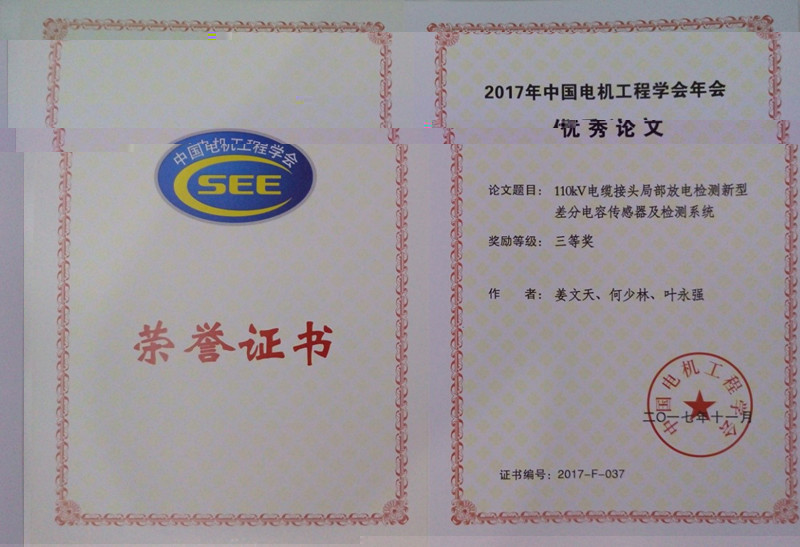 中国电机工程学会
CSEE
荣誉证书
2017年中国电机工程学会年会
优秀论文
论文题目：110kV电缆接头局部放电检测新型
差分电容传感器及检测系统
奖励等级：三等奖
作 者：姜文天、何少林、叶永强
中国电机工程学会
二〇一七年十一月
证书编号：2017-F-037